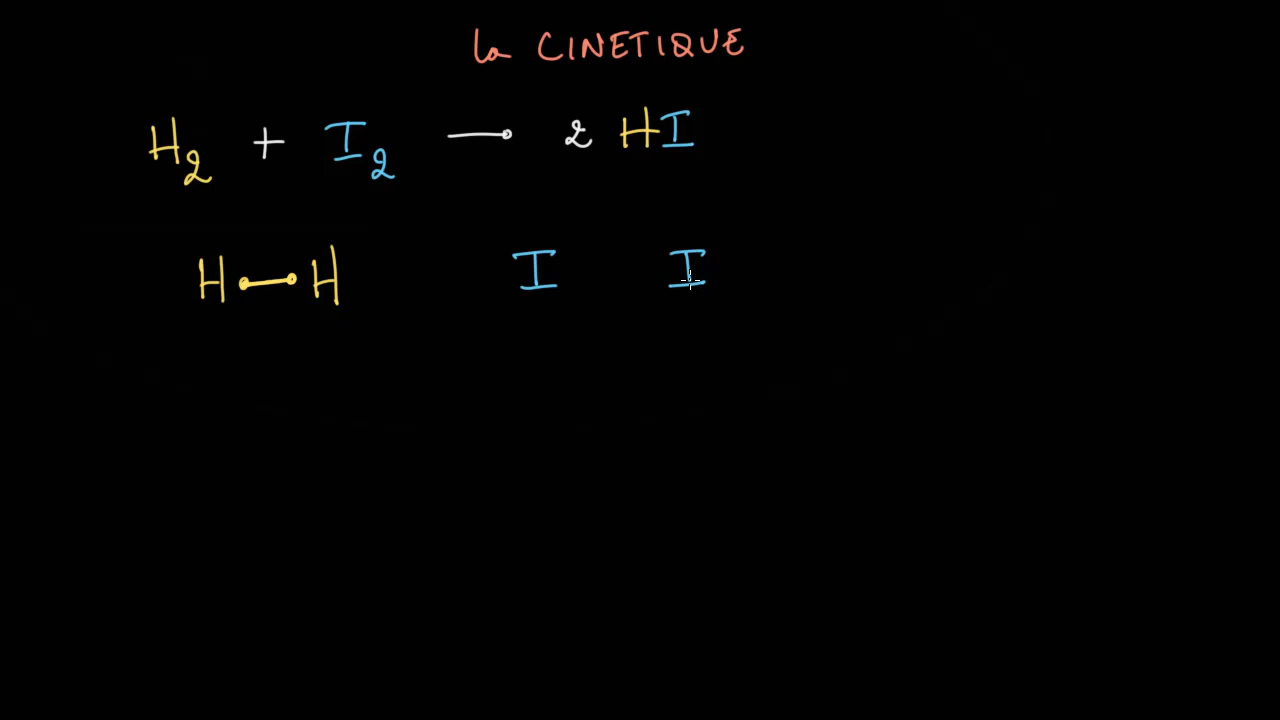 la CINETIQUE
H₂ + I₂ → 2 HI
H—H I I